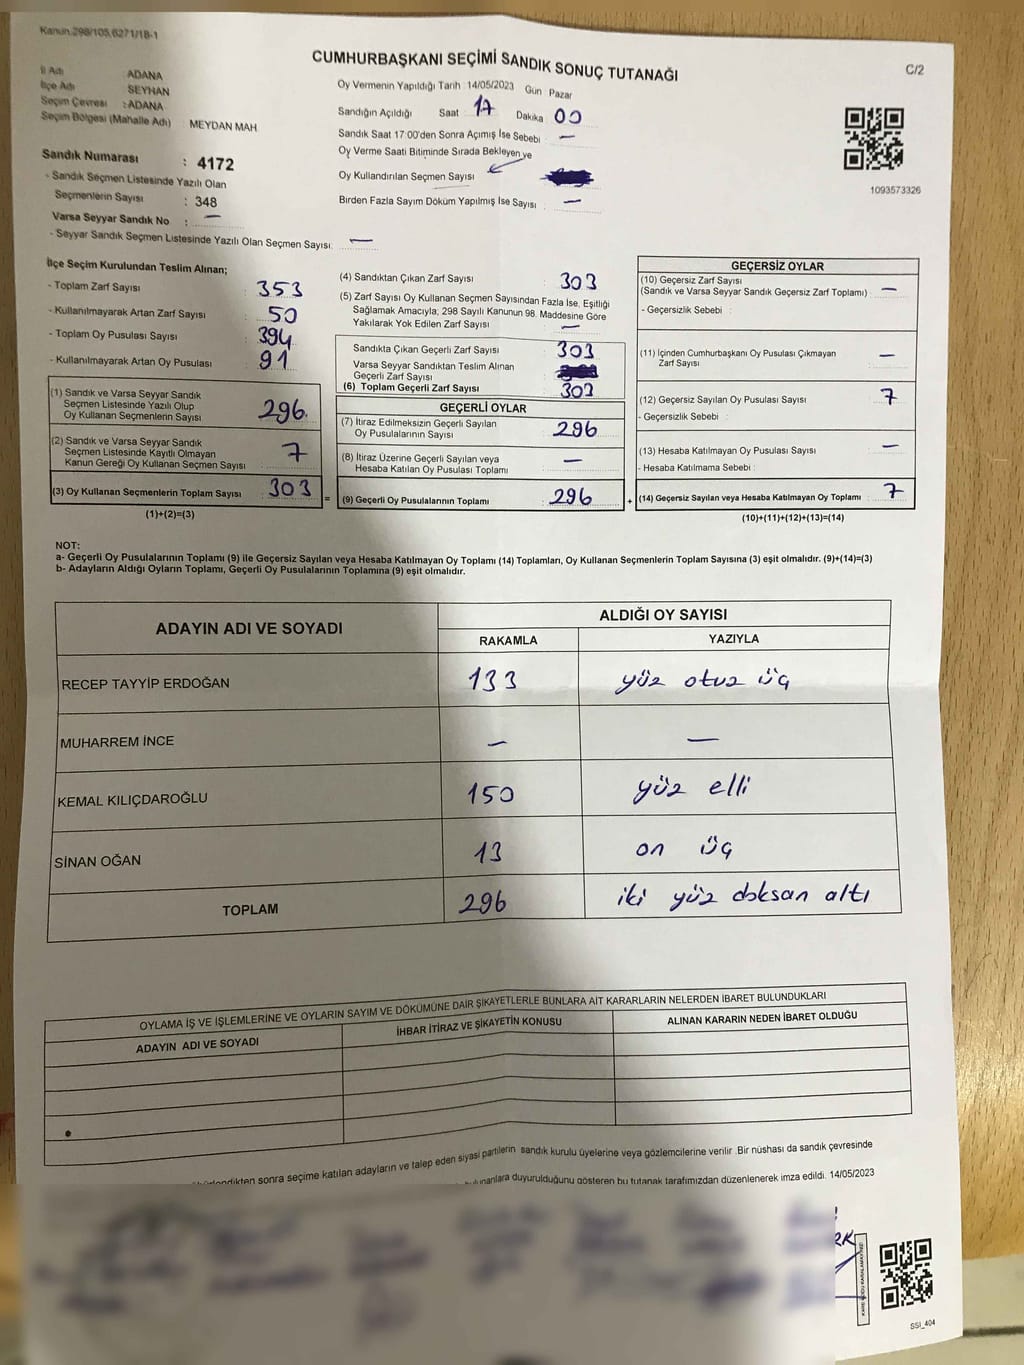 Kanun.298/105,6271/18-1
CUMHURBAŞKANI SEÇİMİ SANDIK SONUÇ TUTANAĞI
C/2
İl Adı : ADANA
İlçe Adı : SEYHAN
Seçim Çevresi : ADANA
Seçim Bölgesi (Mahalle Adı) MEYDAN MAH
Sandık Numarası : 4172
- Sandık Seçmen Listesinde Yazılı Olan
Seçmenlerin Sayısı : 348
Varsa Seyyar Sandık No : —
- Seyyar Sandık Seçmen Listesinde Yazılı Olan Seçmen Sayısı: —
Oy Vermenin Yapıldığı Tarih : 14/05/2023 Gün Pazar
Sandığın Açıldığı Saat 17 Dakika 00
Sandık Saat 17:00'den Sonra Açımış İse Sebebi : —
Oy Verme Saati Bitiminde Sırada Bekleyen ve
Oy Kullandırılan Seçmen Sayısı
Birden Fazla Sayım Döküm Yapılmış İse Sayısı : —
1093573326
İlçe Seçim Kurulundan Teslim Alınan;
- Toplam Zarf Sayısı : 353
- Kullanılmayarak Artan Zarf Sayısı : 50
- Toplam Oy Pusulası Sayısı : 394
- Kullanılmayarak Artan Oy Pusulası : 91
(1) Sandık ve Varsa Seyyar Sandık
Seçmen Listesinde Yazılı Olup
Oy Kullanan Seçmenlerin Sayısı : 296
(2) Sandık ve Varsa Seyyar Sandık
Seçmen Listesinde Kayıtlı Olmayan
Kanun Gereği Oy Kullanan Seçmen Sayısı : 7
(3) Oy Kullanan Seçmenlerin Toplam Sayısı : 303
(1)+(2)=(3)
(4) Sandıktan Çıkan Zarf Sayısı : 303
(5) Zarf Sayısı Oy Kullanan Seçmen Sayısından Fazla İse, Eşitliği
Sağlamak Amacıyla, 298 Sayılı Kanunun 98. Maddesine Göre
Yakılarak Yok Edilen Zarf Sayısı : —
Sandıkta Çıkan Geçerli Zarf Sayısı : 303
Varsa Seyyar Sandıktan Teslim Alınan
Geçerli Zarf Sayısı
(6) Toplam Geçerli Zarf Sayısı : 303
GEÇERLİ OYLAR
(7) İtiraz Edilmeksizin Geçerli Sayılan
Oy Pusulalarının Sayısı : 296
(8) İtiraz Üzerine Geçerli Sayılan veya
Hesaba Katılan Oy Pusulası Toplamı : —
= (9) Geçerli Oy Pusulalarının Toplamı : 296
GEÇERSİZ OYLAR
(10) Geçersiz Zarf Sayısı
(Sandık ve Varsa Seyyar Sandık Geçersiz Zarf Toplamı) : —
- Geçersizlik Sebebi :
(11) İçinden Cumhurbaşkanı Oy Pusulası Çıkmayan
Zarf Sayısı : —
(12) Geçersiz Sayılan Oy Pusulası Sayısı : 7
- Geçersizlik Sebebi :
(13) Hesaba Katılmayan Oy Pusulası Sayısı : —
- Hesaba Katılmama Sebebi :
+ (14) Geçersiz Sayılan veya Hesaba Katılmayan Oy Toplamı : 7
(10)+(11)+(12)+(13)=(14)
NOT:
a- Geçerli Oy Pusulalarının Toplamı (9) ile Geçersiz Sayılan veya Hesaba Katılmayan Oy Toplamı (14) Toplamları, Oy Kullanan Seçmenlerin Toplam Sayısına (3) eşit olmalıdır. (9)+(14)=(3)
b- Adayların Aldığı Oyların Toplamı, Geçerli Oy Pusulalarının Toplamına (9) eşit olmalıdır.
ADAYIN ADI VE SOYADI ALDIĞI OY SAYISI
RAKAMLA YAZIYLA
RECEP TAYYİP ERDOĞAN 133 yüz otuz üç
MUHARREM İNCE — —
KEMAL KILIÇDAROĞLU 150 yüz elli
SİNAN OĞAN 13 on üç
TOPLAM 296 iki yüz doksan altı
OYLAMA İŞ VE İŞLEMLERİNE VE OYLARIN SAYIM VE DÖKÜMÜNE DAİR ŞİKAYETLERLE BUNLARA AİT KARARLARIN NELERDEN İBARET BULUNDUKLARI
ADAYIN ADI VE SOYADI İHBAR İTİRAZ VE ŞİKAYETİN KONUSU ALINAN KARARIN NEDEN İBARET OLDUĞU
sonra seçime katılan adayların ve talep eden siyasi partilerin sandık kurulu üyelerine veya gözlemcilerine verilir. Bir nüshası da sandık çevresinde
duyurulduğunu gösteren bu tutanak tarafımızdan düzenlenerek imza edildi. 14/05/2023
SSİ_404